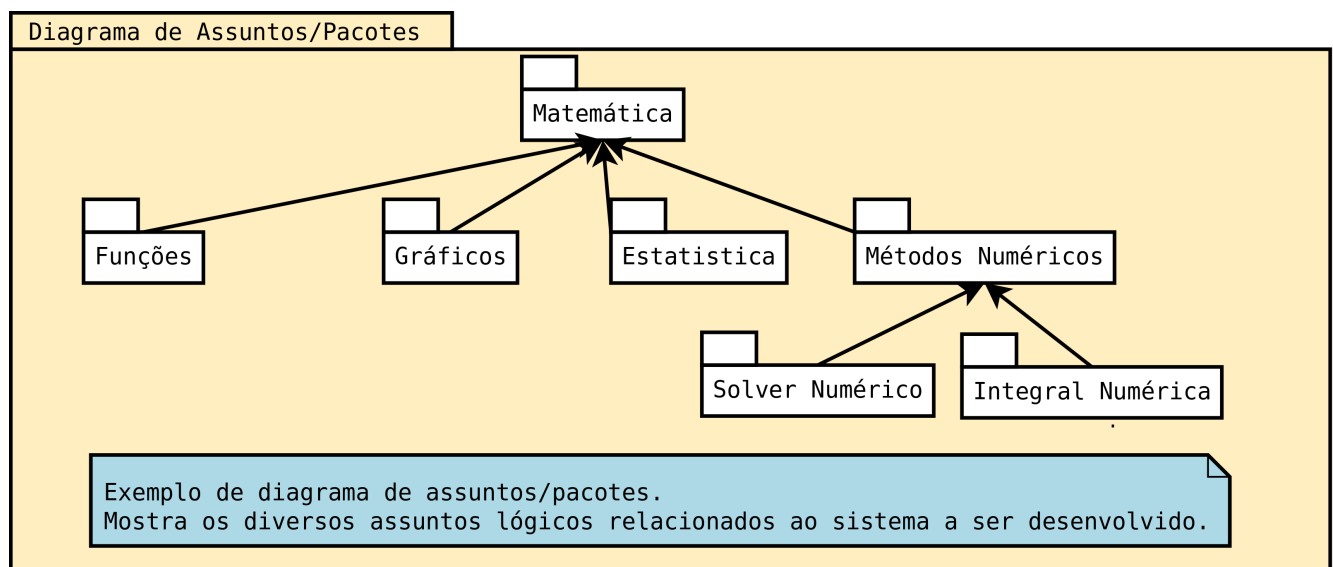 Diagrama de Assuntos/Pacotes
Matemática
Funções
Gráficos
Estatistica
Métodos Numéricos
Solver Numérico
Integral Numérica
Exemplo de diagrama de assuntos/pacotes.
Mostra os diversos assuntos lógicos relacionados ao sistema a ser desenvolvido.